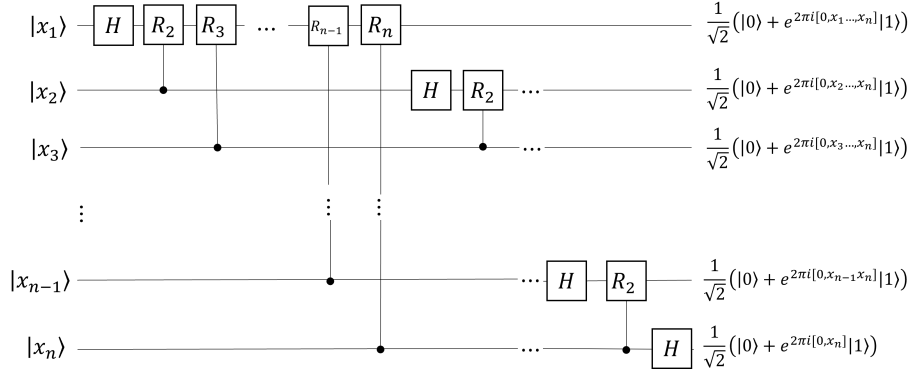 |x₁⟩ H R₂ R₃ ... Rₙ₋₁ Rₙ 1/√2(|0⟩ + e^{2πi[0,x₁...,xₙ]}|1⟩)
|x₂⟩ H R₂ ... 1/√2(|0⟩ + e^{2πi[0,x₂...,xₙ]}|1⟩)
|x₃⟩ ... 1/√2(|0⟩ + e^{2πi[0,x₃...,xₙ]}|1⟩)
⋮ ⋮ ⋮
|xₙ₋₁⟩ ... H R₂ 1/√2(|0⟩ + e^{2πi[0,xₙ₋₁xₙ]}|1⟩)
|xₙ⟩ ... H 1/√2(|0⟩ + e^{2πi[0,xₙ]}|1⟩)